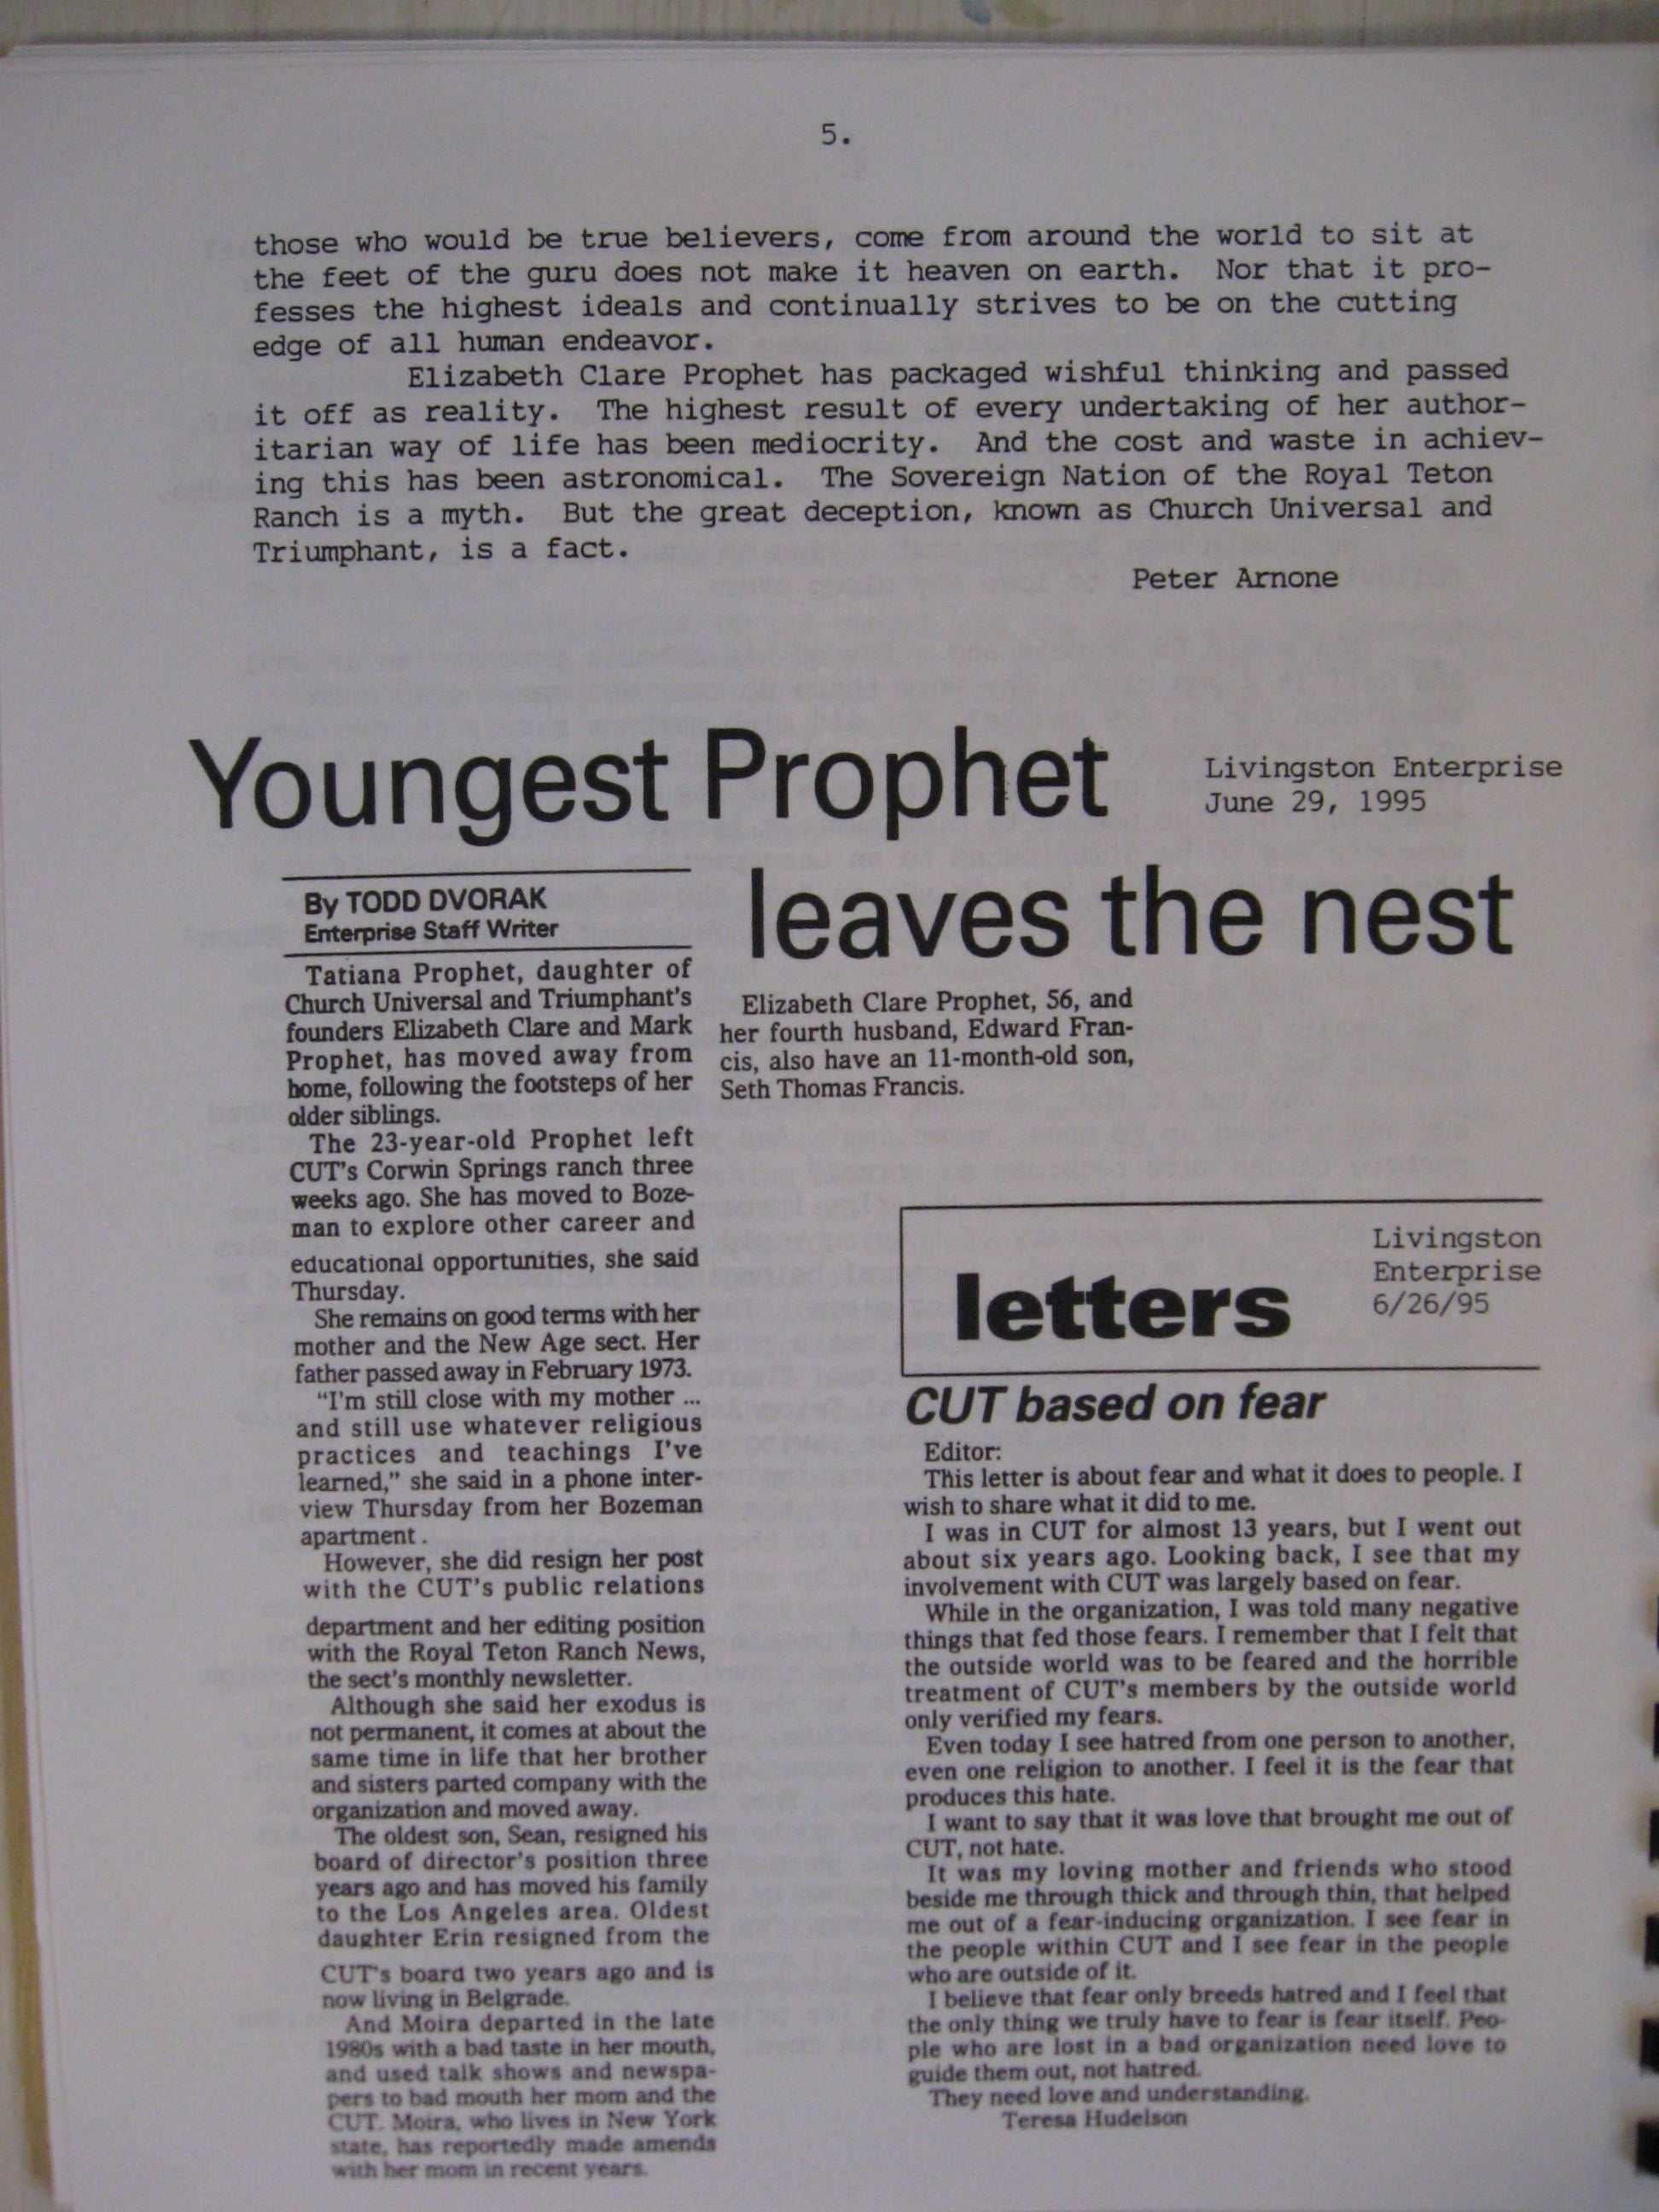 5.
those who would be true believers, come from around the world to sit at
the feet of the guru does not make it heaven on earth.  Nor that it pro-
fesses the highest ideals and continually strives to be on the cutting
edge of all human endeavor.
Elizabeth Clare Prophet has packaged wishful thinking and passed
it off as reality.  The highest result of every undertaking of her author-
itarian way of life has been mediocrity.  And the cost and waste in achiev-
ing this has been astronomical.  The Sovereign Nation of the Royal Teton
Ranch is a myth.  But the great deception, known as Church Universal and
Triumphant, is a fact.
Peter Arnone
Youngest Prophet
leaves the nest
Livingston Enterprise
June 29, 1995
By TODD DVORAK
Enterprise Staff Writer
Tatiana Prophet, daughter of
Church Universal and Triumphant's
founders Elizabeth Clare and Mark
Prophet, has moved away from
home, following the footsteps of her
older siblings.
The 23-year-old Prophet left
CUT's Corwin Springs ranch three
weeks ago. She has moved to Boze-
man to explore other career and
educational opportunities, she said
Thursday.
She remains on good terms with her
mother and the New Age sect. Her
father passed away in February 1973.
"I'm still close with my mother ...
and still use whatever religious
practices and teachings I've
learned," she said in a phone inter-
view Thursday from her Bozeman
apartment.
However, she did resign her post
with the CUT's public relations
department and her editing position
with the Royal Teton Ranch News,
the sect's monthly newsletter.
Although she said her exodus is
not permanent, it comes at about the
same time in life that her brother
and sisters parted company with the
organization and moved away.
The oldest son, Sean, resigned his
board of director's position three
years ago and has moved his family
to the Los Angeles area. Oldest
daughter Erin resigned from the
CUT's board two years ago and is
now living in Belgrade.
And Moira departed in the late
1980s with a bad taste in her mouth,
and used talk shows and newspa-
pers to bad mouth her mom and the
CUT. Moira, who lives in New York
state, has reportedly made amends
with her mom in recent years.
Elizabeth Clare Prophet, 56, and
her fourth husband, Edward Fran-
cis, also have an 11-month-old son,
Seth Thomas Francis.
letters
Livingston
Enterprise
6/26/95
CUT based on fear
Editor:
This letter is about fear and what it does to people. I
wish to share what it did to me.
I was in CUT for almost 13 years, but I went out
about six years ago. Looking back, I see that my
involvement with CUT was largely based on fear.
While in the organization, I was told many negative
things that fed those fears. I remember that I felt that
the outside world was to be feared and the horrible
treatment of CUT's members by the outside world
only verified my fears.
Even today I see hatred from one person to another,
even one religion to another. I feel it is the fear that
produces this hate.
I want to say that it was love that brought me out of
CUT, not hate.
It was my loving mother and friends who stood
beside me through thick and through thin, that helped
me out of a fear-inducing organization. I see fear in
the people within CUT and I see fear in the people
who are outside of it.
I believe that fear only breeds hatred and I feel that
the only thing we truly have to fear is fear itself. Peo-
ple who are lost in a bad organization need love to
guide them out, not hatred.
They need love and understanding.
Teresa Hudelson